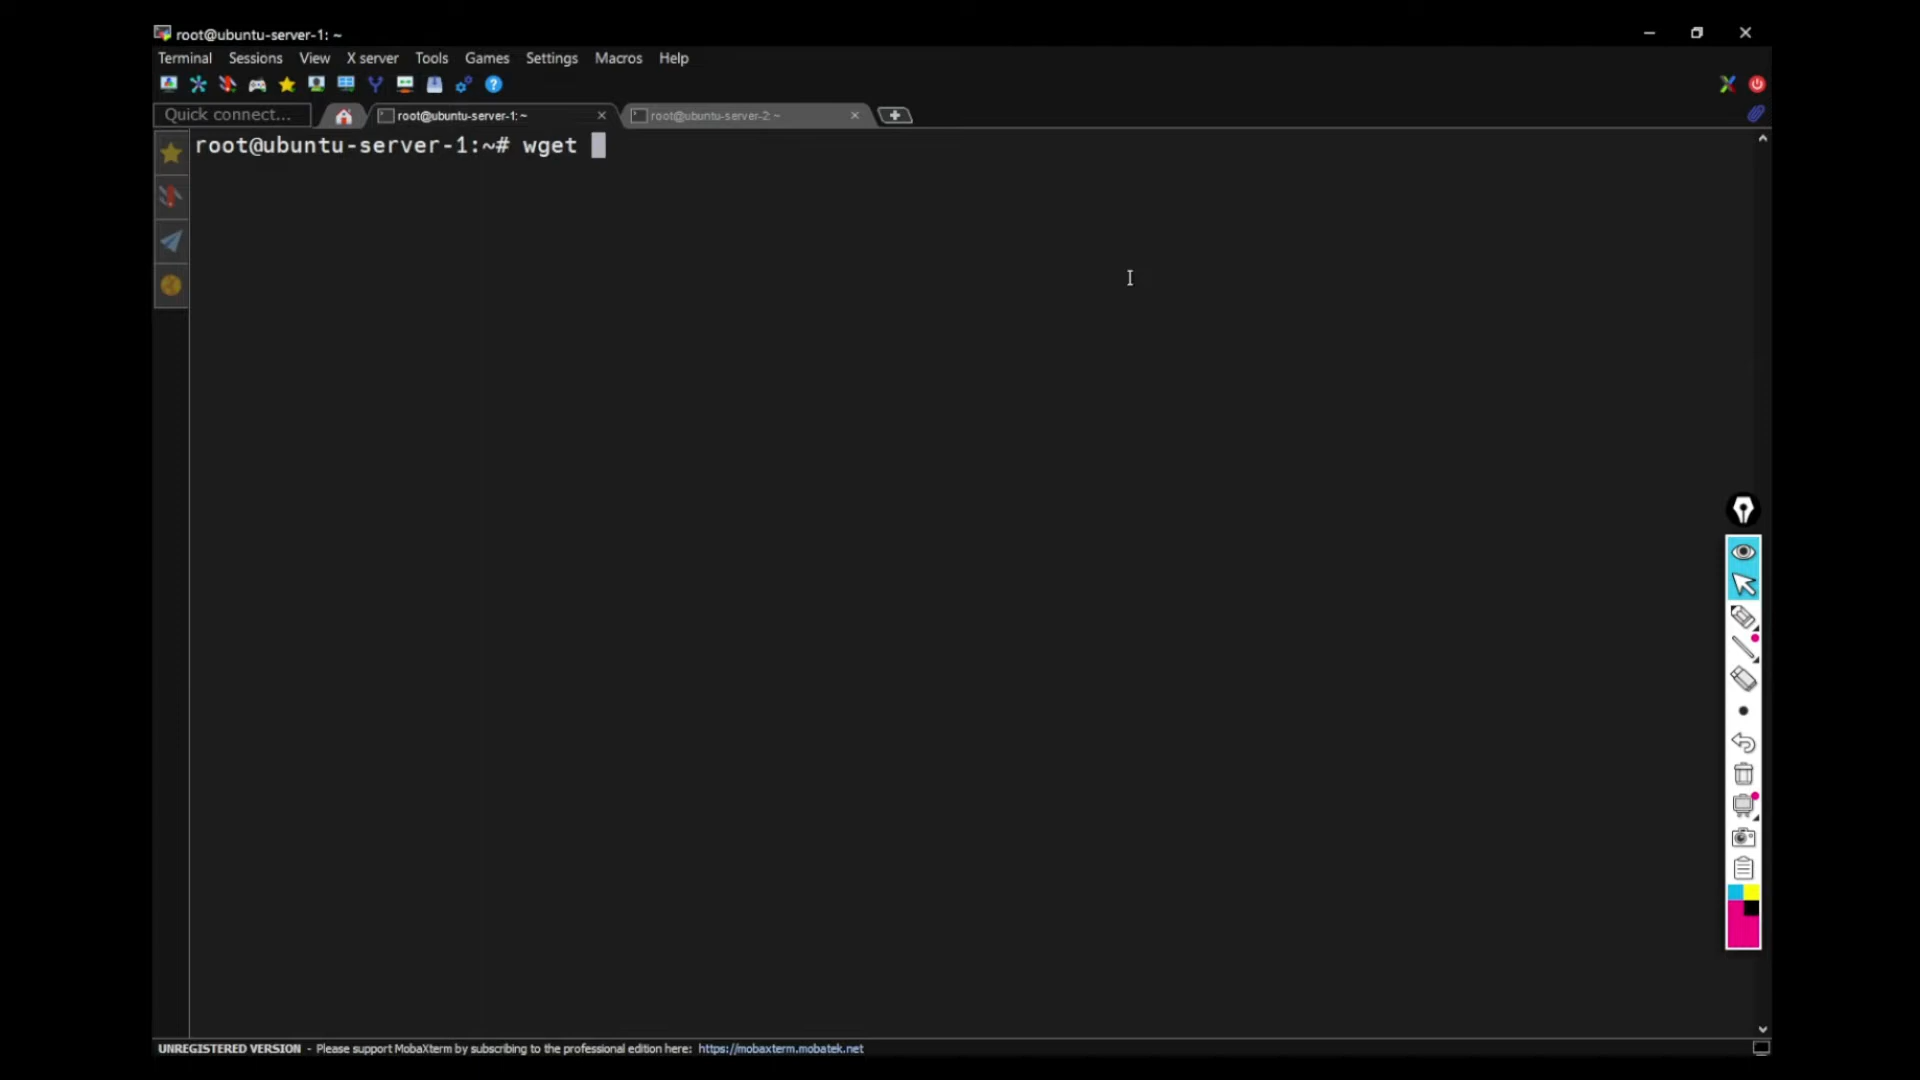 root@ubuntu-server-1: ~
Terminal Sessions View X server Tools Games Settings Macros Help
Quick connect... root@ubuntu-server-1: ~ root@ubuntu-server-2: ~
root@ubuntu-server-1:~# wget
UNREGISTERED VERSION - Please support MobaXterm by subscribing to the professional edition here: https://mobaxterm.mobatek.net